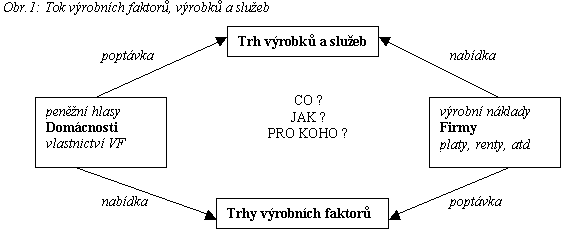 Obr.1: Tok výrobních faktorů, výrobků a služeb
Trh výrobků a služeb
poptávka
nabídka
peněžní hlasy
Domácnosti
vlastnictví VF
CO ?
JAK ?
PRO KOHO ?
výrobní náklady
Firmy
platy, renty, atd.
nabídka
poptávka
Trhy výrobních faktorů